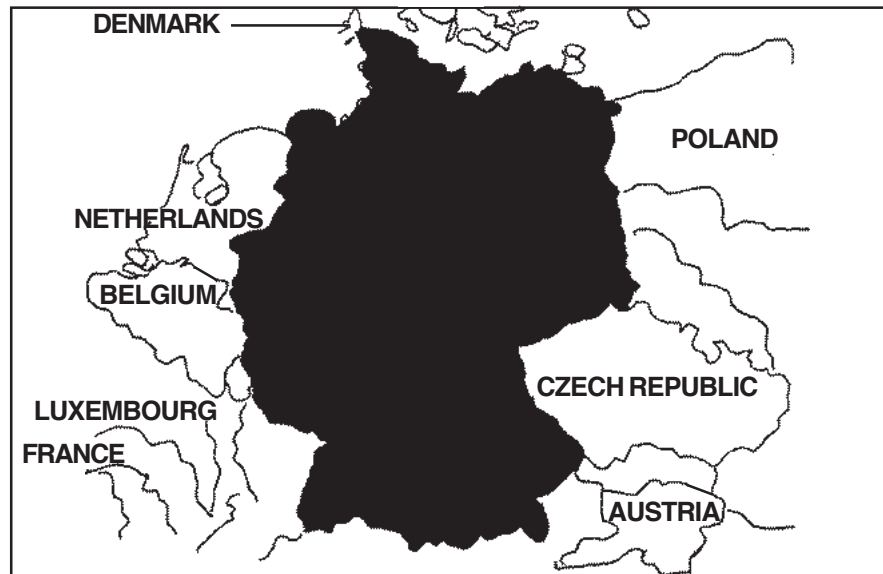 DENMARK
POLAND
NETHERLANDS
BELGIUM
CZECH REPUBLIC
LUXEMBOURG
FRANCE
AUSTRIA